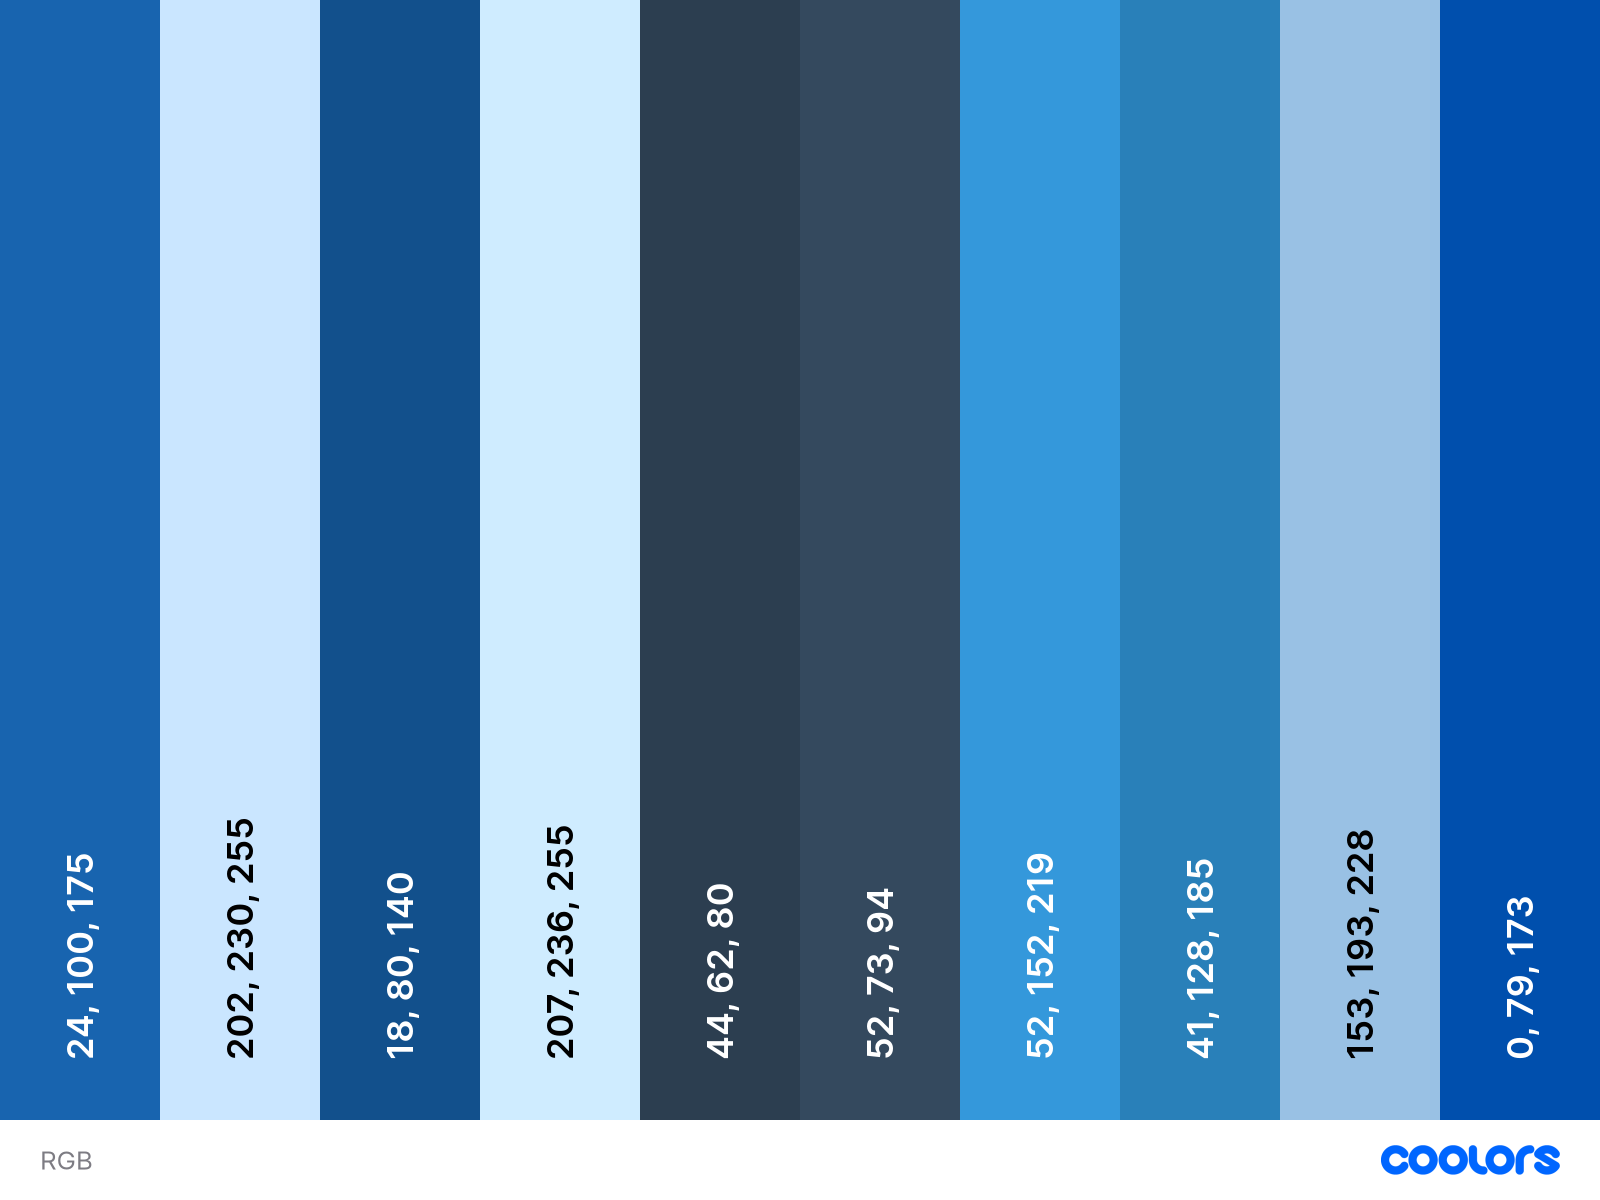 24, 100, 175
202, 230, 255
18, 80, 140
207, 236, 255
44, 62, 80
52, 73, 94
52, 152, 219
41, 128, 185
153, 193, 228
0, 79, 173
RGB
coolors